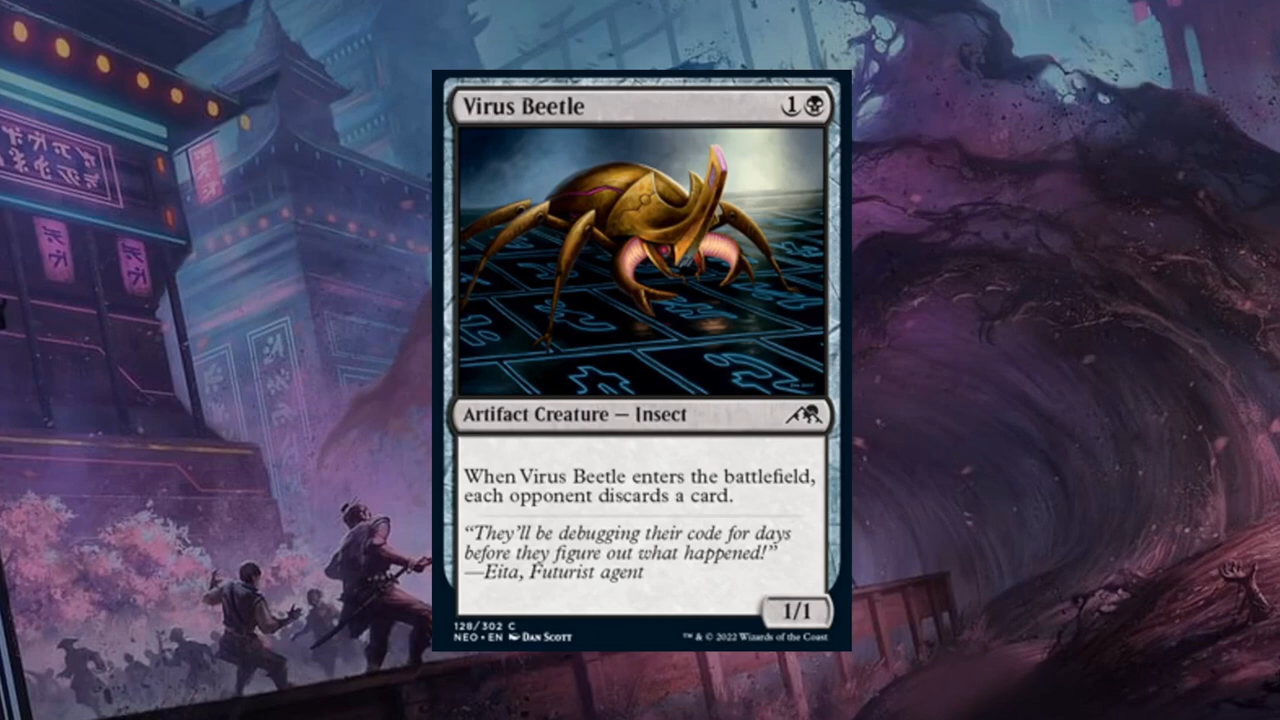 Virus Beetle 1
Artifact Creature — Insect
When Virus Beetle enters the battlefield,
each opponent discards a card.
“They’ll be debugging their code for days
before they figure out what happened!”
—Eita, Futurist agent
1/1
128/302 C
NEO • EN Dan Scott ™ & © 2022 Wizards of the Coast